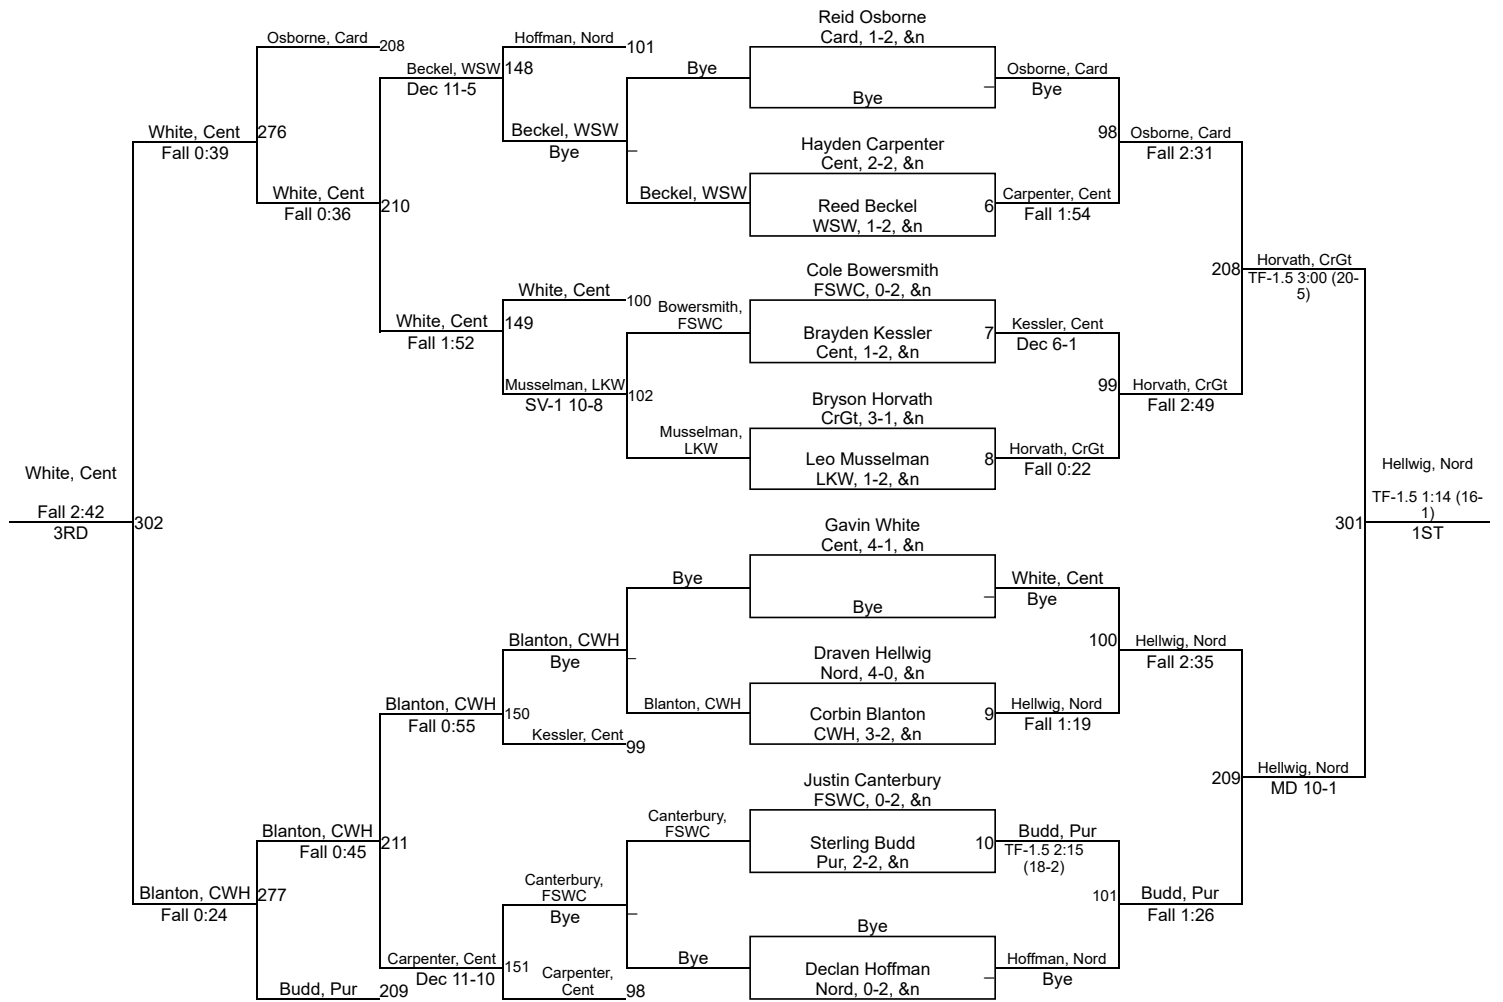 Reid Osborne
Card, 1-2, &n
Osborne, Card
208
Hoffman, Nord
101
Beckel, WSW
148
Dec 11-5
Bye
Bye
Osborne, Card
Bye
White, Cent
276
Fall 0:39
Beckel, WSW
Bye
Hayden Carpenter
Cent, 2-2, &n
98
Osborne, Card
Fall 2:31
White, Cent
Fall 0:36
210
Beckel, WSW
Reed Beckel
WSW, 1-2, &n
6
Carpenter, Cent
Fall 1:54
208
Horvath, CrGt
TF-1.5 3:00 (20-
5)
Cole Bowersmith
FSWC, 0-2, &n
White, Cent
100
White, Cent
149
Fall 1:52
Bowersmith,
FSWC
Brayden Kessler
Cent, 1-2, &n
7
Kessler, Cent
Dec 6-1
Musselman, LKW
SV-1 10-8
102
Bryson Horvath
CrGt, 3-1, &n
99
Horvath, CrGt
Fall 2:49
Musselman,
LKW
Leo Musselman
LKW, 1-2, &n
8
Horvath, CrGt
Fall 0:22
White, Cent
Fall 2:42
3RD
302
Hellwig, Nord
TF-1.5 1:14 (16-
1)
1ST
301
Gavin White
Cent, 4-1, &n
Bye
Bye
White, Cent
Bye
Blanton, CWH
Bye
Draven Hellwig
Nord, 4-0, &n
100
Hellwig, Nord
Fall 2:35
Blanton, CWH
Fall 0:55
150
Blanton, CWH
Corbin Blanton
CWH, 3-2, &n
9
Hellwig, Nord
Fall 1:19
Kessler, Cent
99
209
Hellwig, Nord
MD 10-1
Justin Canterbury
FSWC, 0-2, &n
Blanton, CWH
Fall 0:45
211
Canterbury,
FSWC
Sterling Budd
Pur, 2-2, &n
10
Budd, Pur
TF-1.5 2:15
(18-2)
Blanton, CWH
277
Fall 0:24
Canterbury,
FSWC
Bye
101
Budd, Pur
Fall 1:26
Bye
Carpenter, Cent
Dec 11-10
151
Bye
Declan Hoffman
Nord, 0-2, &n
Hoffman, Nord
Bye
Budd, Pur
209
Carpenter,
Cent
98